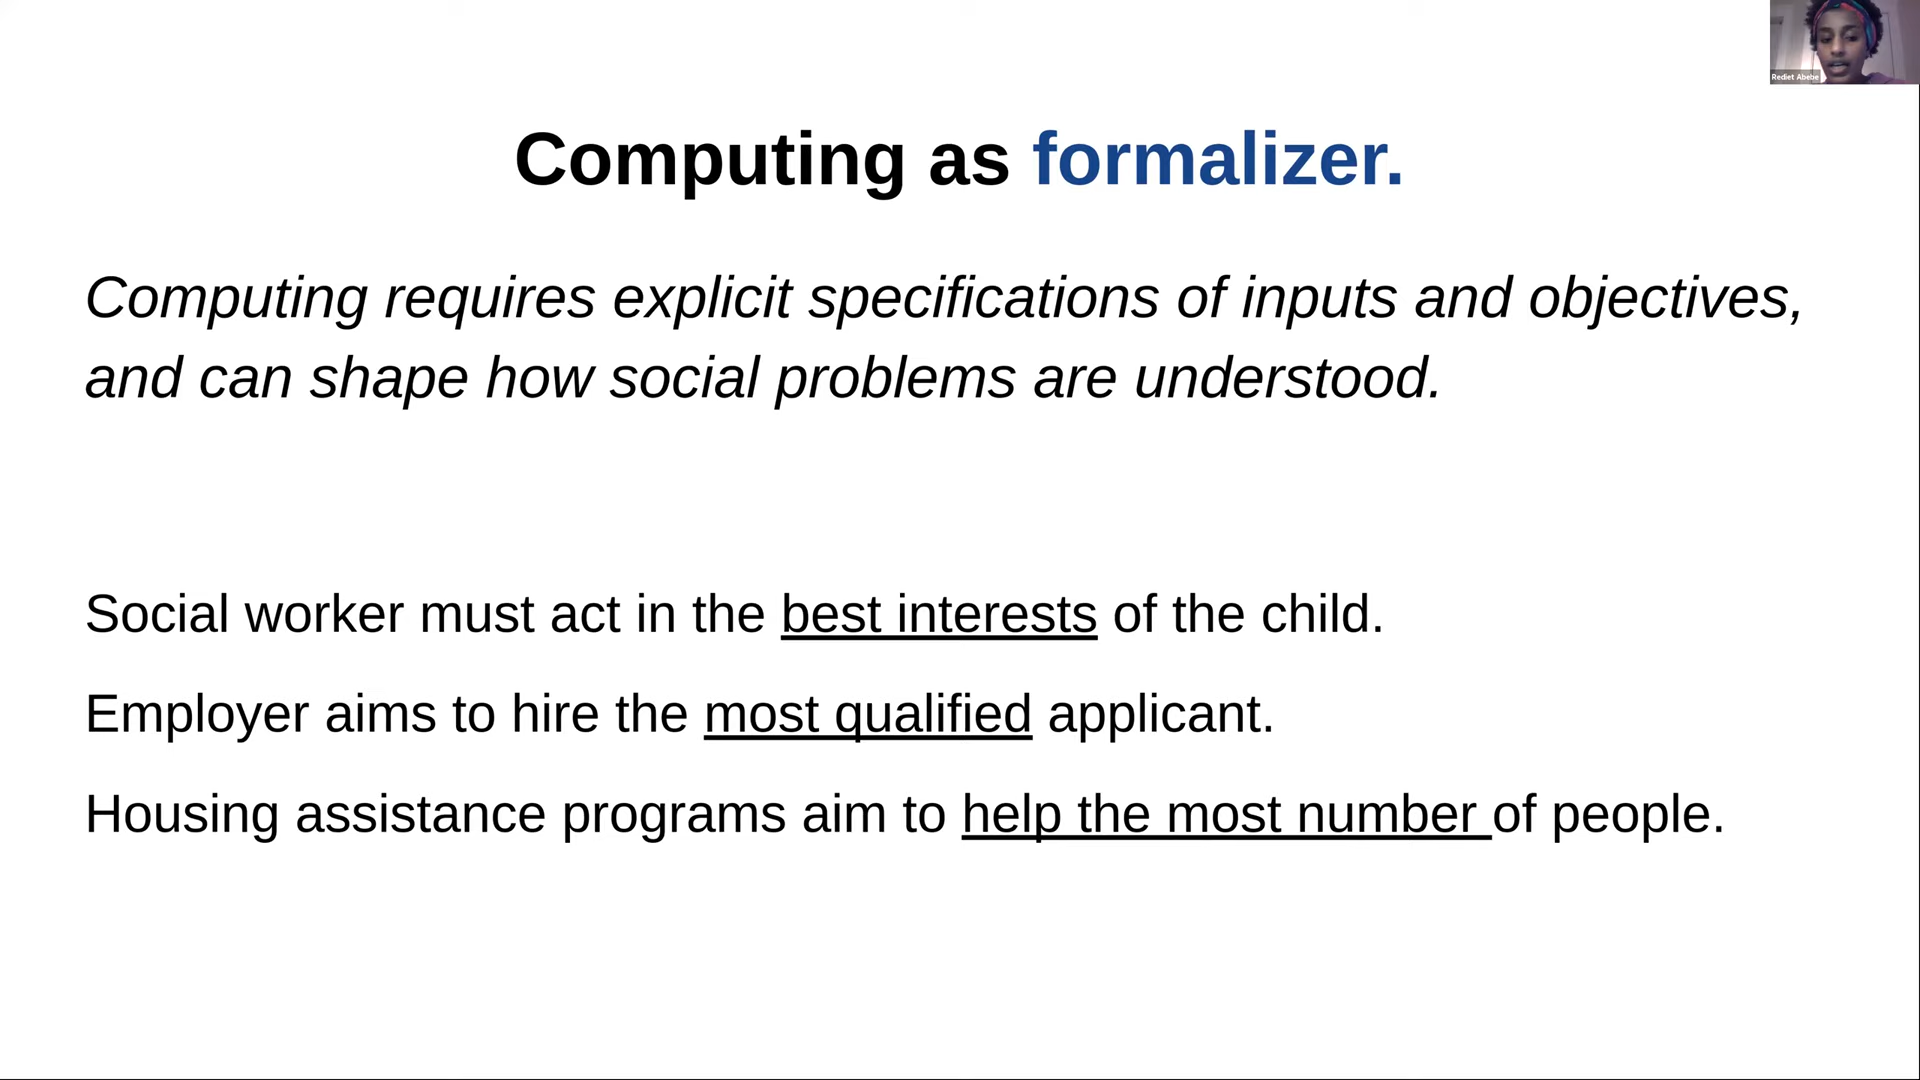 Rediet Abebe
Computing as formalizer.
Computing requires explicit specifications of inputs and objectives,
and can shape how social problems are understood.
Social worker must act in the best interests of the child.
Employer aims to hire the most qualified applicant.
Housing assistance programs aim to help the most number of people.